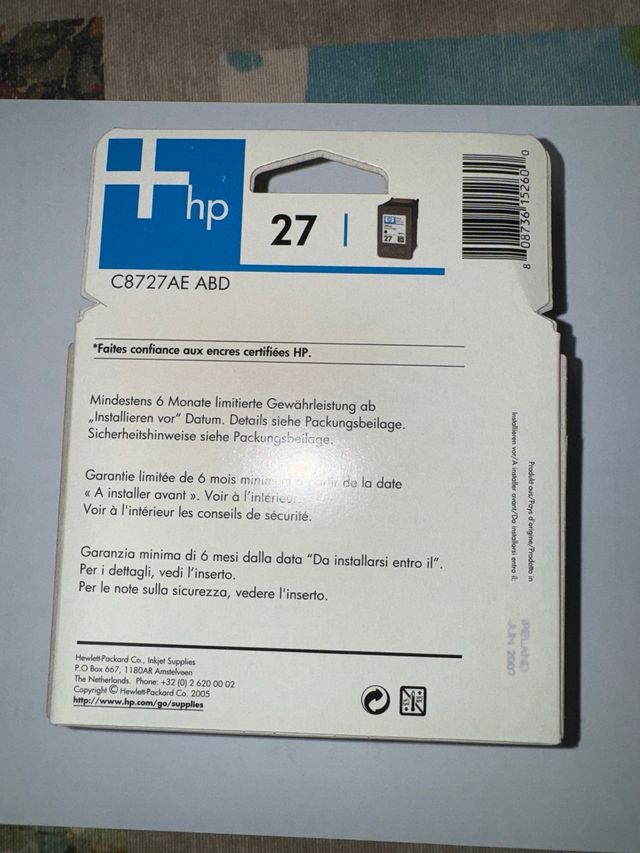 hp
27
C8727AE ABD
8 08736 15260 0
*Faites confiance aux encres certifiées HP.
Mindestens 6 Monate limitierte Gewährleistung ab
„Installieren vor“ Datum. Details siehe Packungsbeilage.
Sicherheitshinweise siehe Packungsbeilage.
Garantie limitée de 6 mois de la date
« A installer avant ». Voir à l’intérieur.
Voir à l'intérieur les conseils de sécurité.
Garanzia minima di 6 mesi dalla data “Da installarsi entro il”.
Per i dettagli, vedi l’inserto.
Per le note sulla sicurezza, vedere l'inserto.
Produkt aus/Pays d'origine/Prodotto in
Installieren vor/A installer avant/Da installarsi entro il:
IRELAND
JUN 2007
Hewlett-Packard Co., Inkjet Supplies
P.O Box 667, 1180AR Amstelveen
The Netherlands. Phone: +32 (0) 2 620 00 02
Copyright © Hewlett-Packard Co. 2005
http://www.hp.com/go/supplies